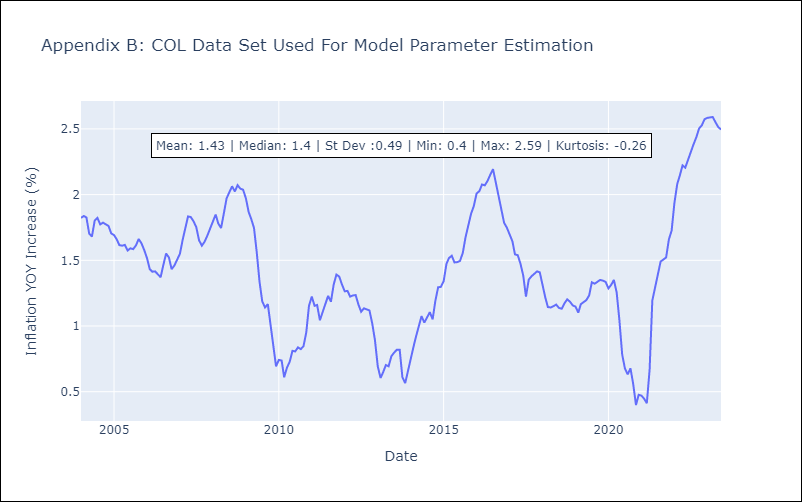 Appendix B: COL Data Set Used For Model Parameter Estimation
Mean: 1.43 | Median: 1.4 | St Dev :0.49 | Min: 0.4 | Max: 2.59 | Kurtosis: -0.26
Inflation YOY Increase (%)
2.5
2
1.5
1
0.5
2005
2010
2015
2020
Date